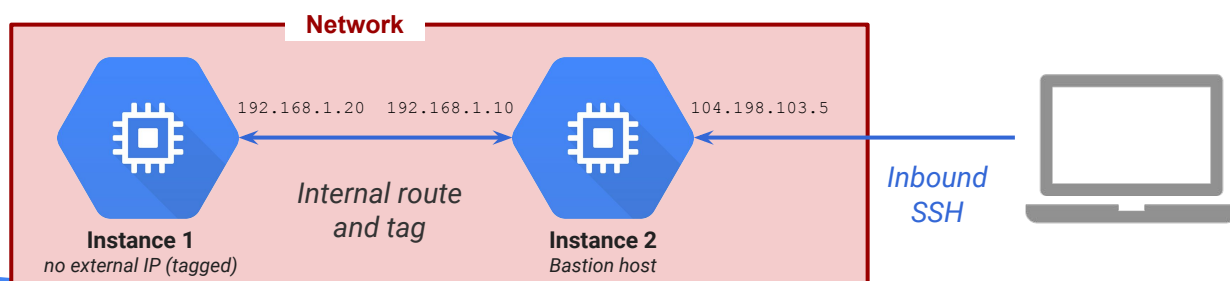 Network
192.168.1.20 192.168.1.10 104.198.103.5
Internal route
and tag
Inbound
SSH
Instance 1
no external IP (tagged)
Instance 2
Bastion host